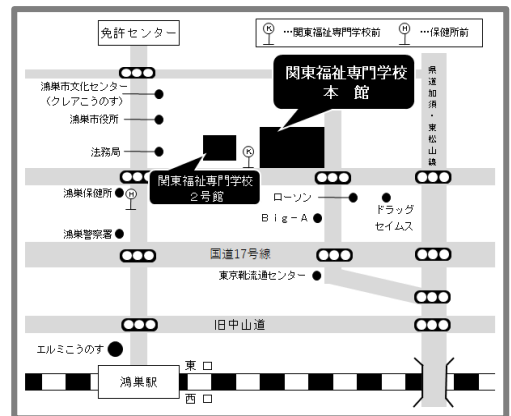 免許センター
Ⓚ …関東福祉専門学校前 Ⓗ …保健所前
関東福祉専門学校
本 館
県道加須・東松山線
鴻巣市文化センター
(クレアこうのす)
鴻巣市役所
法務局
K
関東福祉専門学校
2号館
鴻巣保健所
H
ローソン
ドラッグ
セイムス
Big-A
鴻巣警察署
国道17号線
東京靴流通センター
旧中山道
エルミこうのす
東口
鴻巣駅
西口